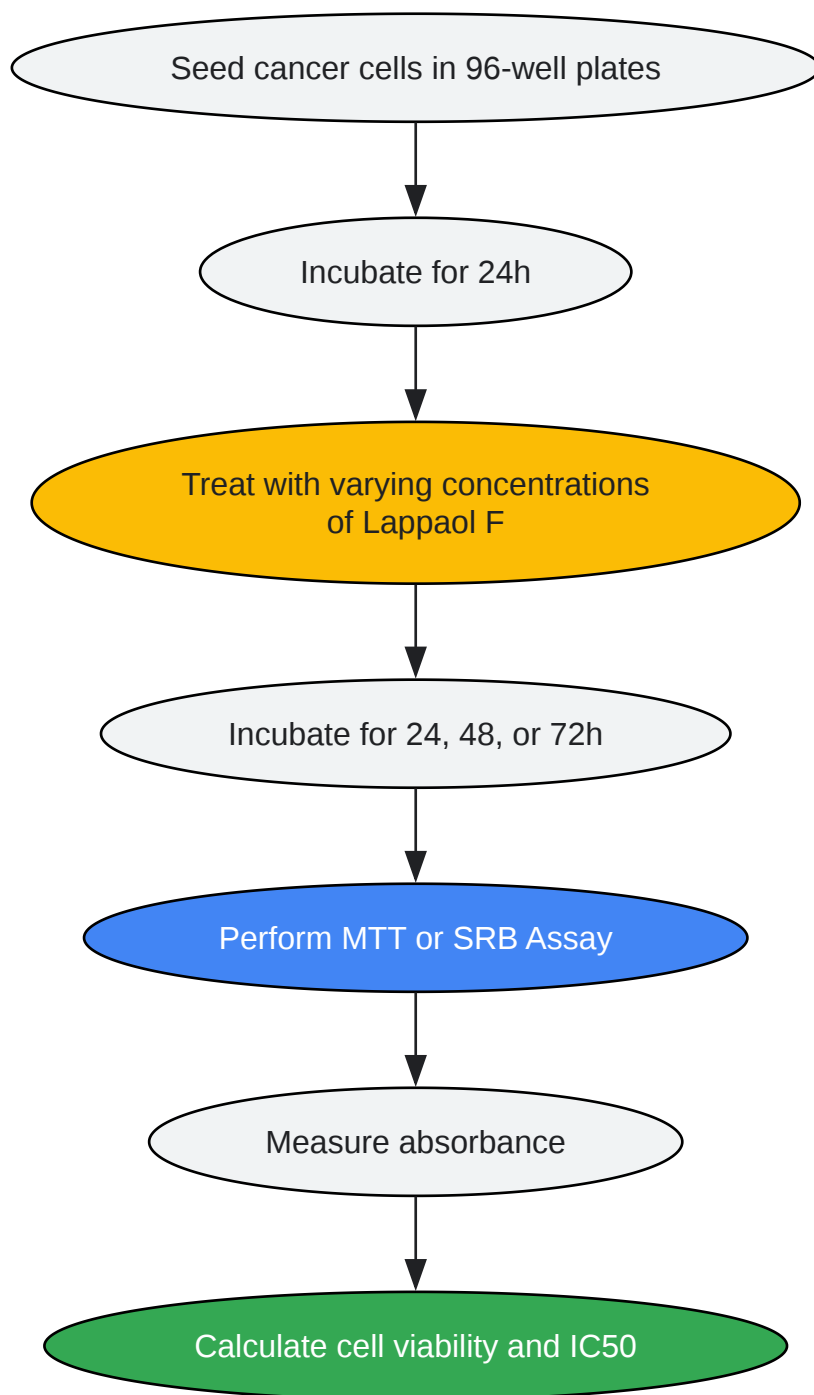 Seed cancer cells in 96-well plates
Incubate for 24h
Treat with varying concentrations
of Lappaol F
Incubate for 24, 48, or 72h
Perform MTT or SRB Assay
Measure absorbance
Calculate cell viability and IC50